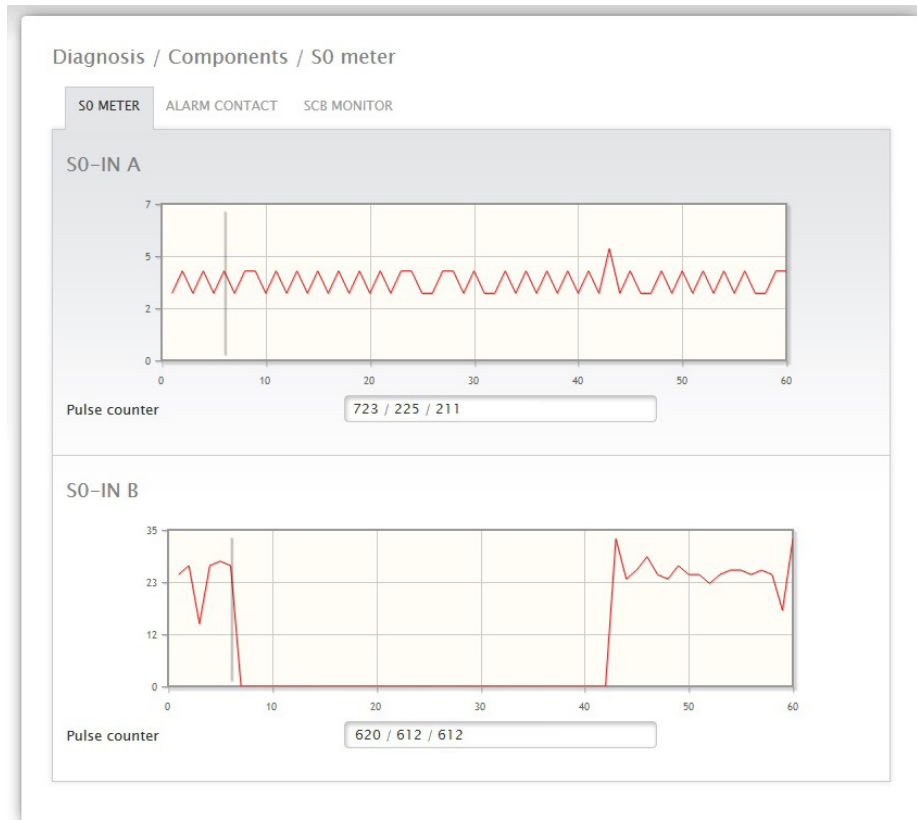 Diagnosis / Components / S0 meter
S0 METER ALARM CONTACT SCB MONITOR
S0-IN A
7
5
2
0
0 10 20 30 40 50 60
Pulse counter 723 / 225 / 211
S0-IN B
35
23
12
0
0 10 20 30 40 50 60
Pulse counter 620 / 612 / 612